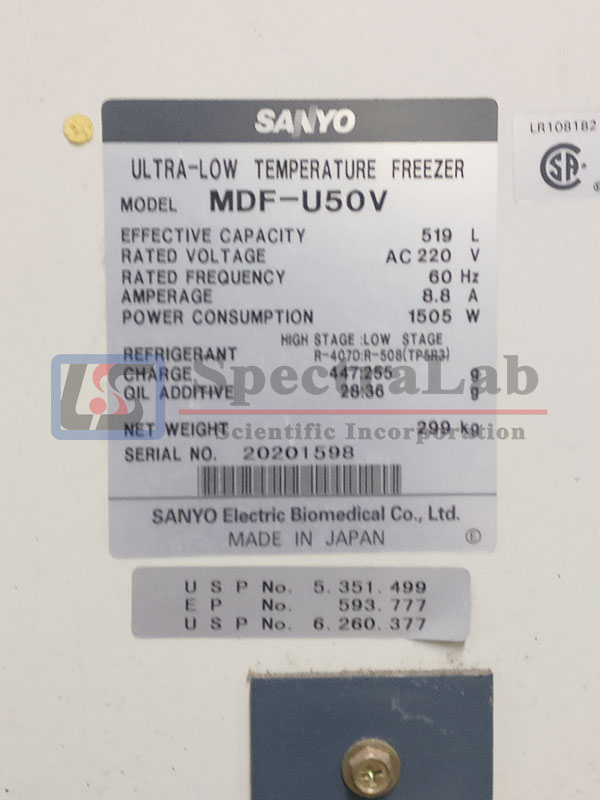 SANYO
LR108182
SA
ULTRA-LOW TEMPERATURE FREEZER
MODEL MDF-U50V
EFFECTIVE CAPACITY 519 L
RATED VOLTAGE AC 220 V
RATED FREQUENCY 60 Hz
AMPERAGE 8.8 A
POWER CONSUMPTION 1505 W
HIGH STAGE:LOW STAGE
REFRIGERANT R-407D:R-508(TP5R3)
CHARGE 447:255 g
OIL ADDITIVE 28:36 g
NET WEIGHT 299 kg
SERIAL NO. 20201598
SANYO Electric Biomedical Co., Ltd.
MADE IN JAPAN Ⓔ
U S P No. 5.351.499
E P No. 593.777
U S P No. 6.260.377
LS SpectraLab
Scientific Incorporation